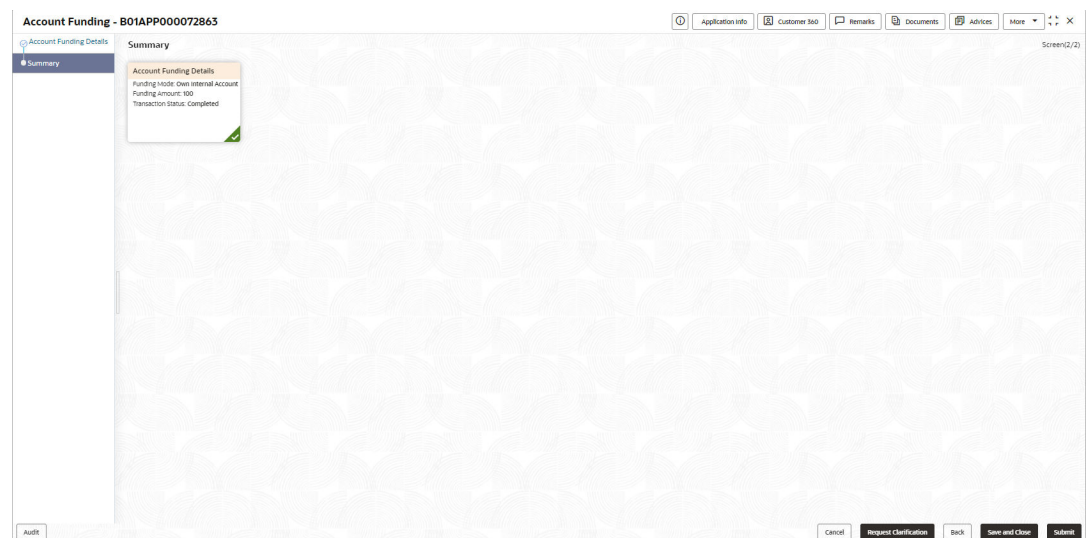 Account Funding - B01APP000072863
Application Info
Customer 360
Remarks
Documents
Advices
More
Account Funding Details
Summary
Summary
Screen(2/2)
Account Funding Details
Funding Mode: Own Internal Account
Funding Amount: 100
Transaction Status: Completed
Audit
Cancel
Request Clarification
Back
Save and Close
Submit